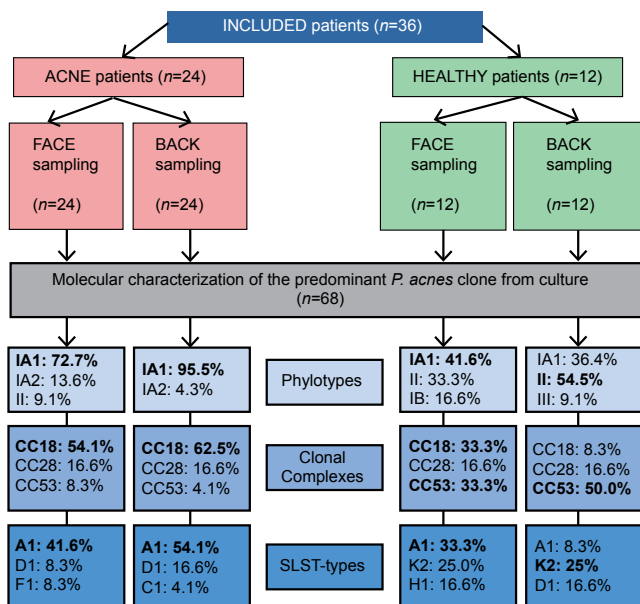 INCLUDED patients (n=36)
ACNE patients (n=24)
HEALTHY patients (n=12)
FACE
sampling
(n=24)
BACK
sampling
(n=24)
FACE
sampling
(n=12)
BACK
sampling
(n=12)
Molecular characterization of the predominant P. acnes clone from culture
(n=68)
IA1: 72.7%
IA2: 13.6%
II: 9.1%
IA1: 95.5%
IA2: 4.3%
Phylotypes
IA1: 41.6%
II: 33.3%
IB: 16.6%
IA1: 36.4%
II: 54.5%
III: 9.1%
CC18: 54.1%
CC28: 16.6%
CC53: 8.3%
CC18: 62.5%
CC28: 16.6%
CC53: 4.1%
Clonal
Complexes
CC18: 33.3%
CC28: 16.6%
CC53: 33.3%
CC18: 8.3%
CC28: 16.6%
CC53: 50.0%
A1: 41.6%
D1: 8.3%
F1: 8.3%
A1: 54.1%
D1: 16.6%
C1: 4.1%
SLST-types
A1: 33.3%
K2: 25.0%
H1: 16.6%
A1: 8.3%
K2: 25%
D1: 16.6%